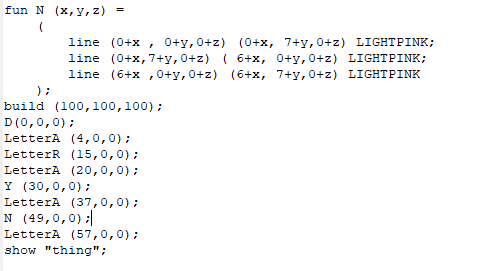 fun N (x,y,z) =
(
line (0+x , 0+y,0+z) (0+x, 7+y,0+z) LIGHTPINK;
line (0+x,7+y,0+z) ( 6+x, 0+y,0+z) LIGHTPINK;
line (6+x ,0+y,0+z) (6+x, 7+y,0+z) LIGHTPINK
);
build (100,100,100);
D(0,0,0);
LetterA (4,0,0);
LetterR (15,0,0);
LetterA (20,0,0);
Y (30,0,0);
LetterA (37,0,0);
N (49,0,0);
LetterA (57,0,0);
show "thing";